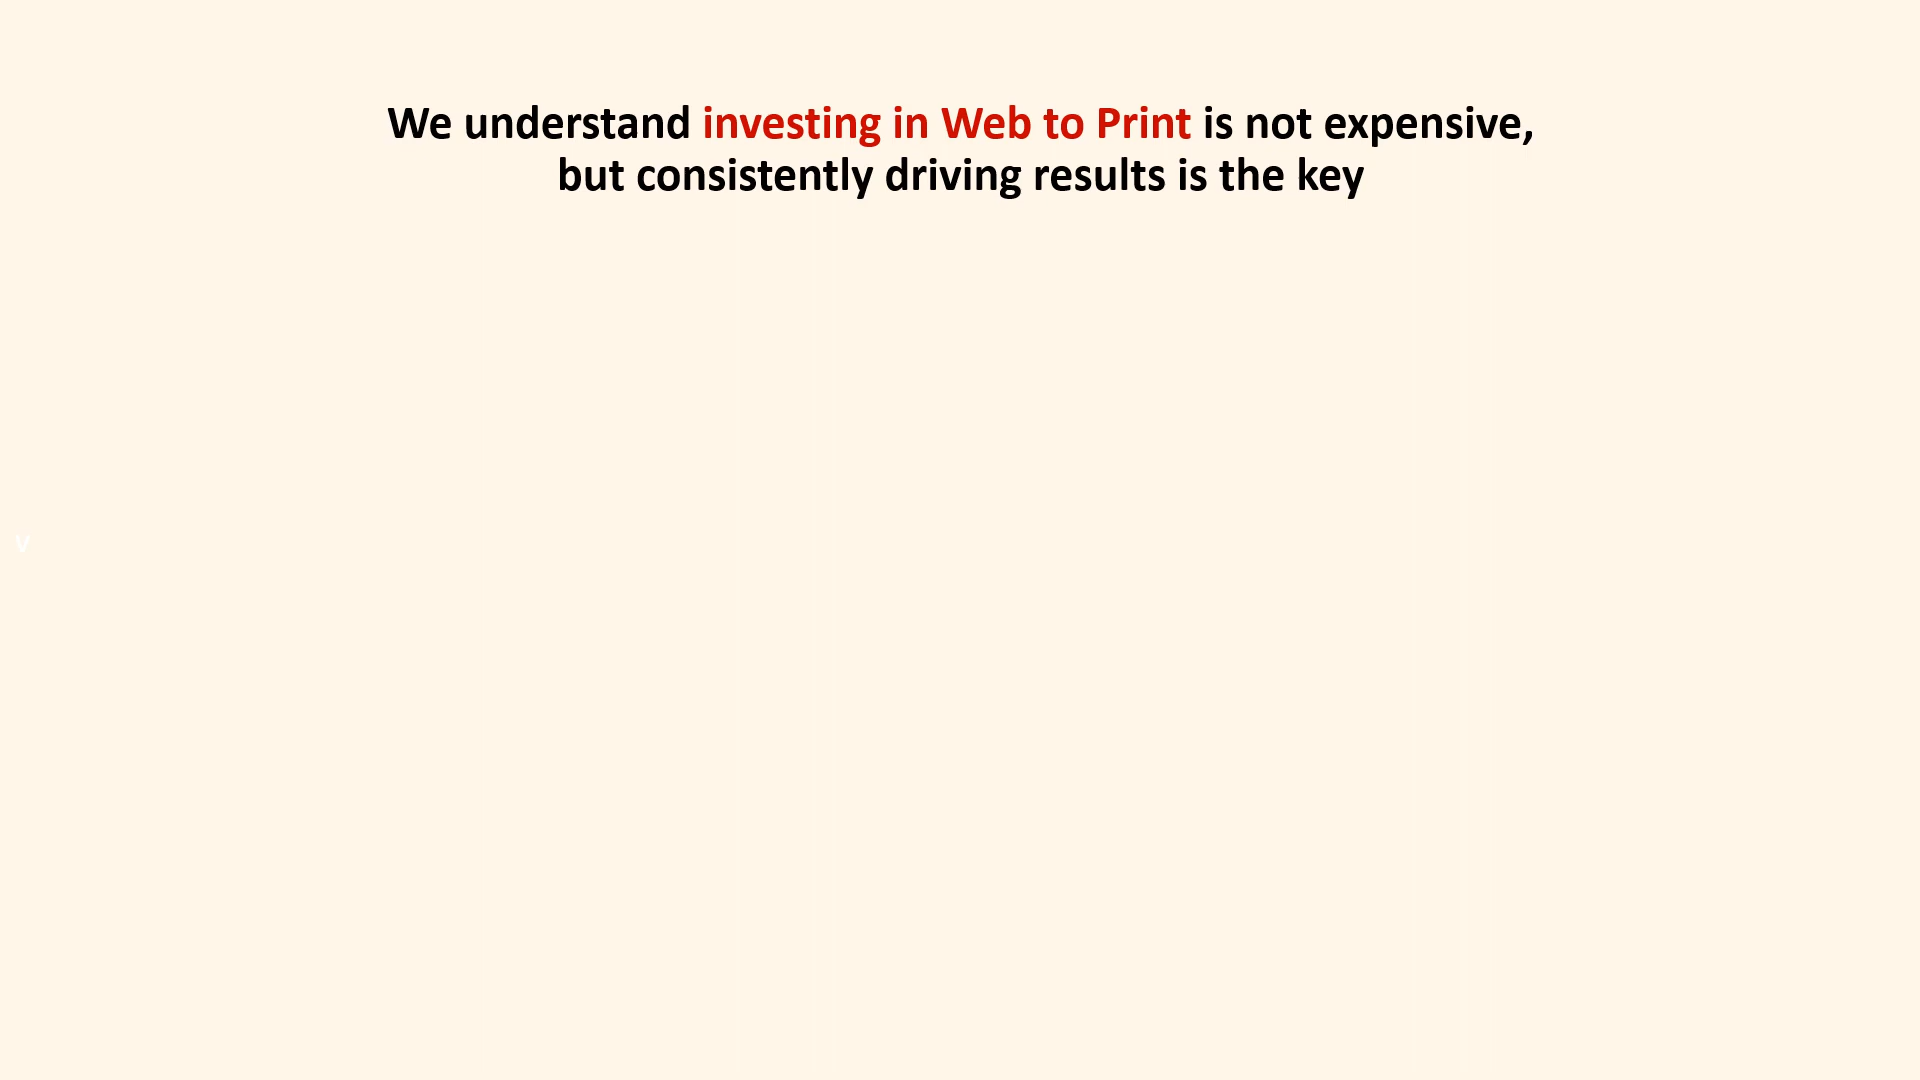 We understand investing in Web to Print is not expensive,
but consistently driving results is the key
v